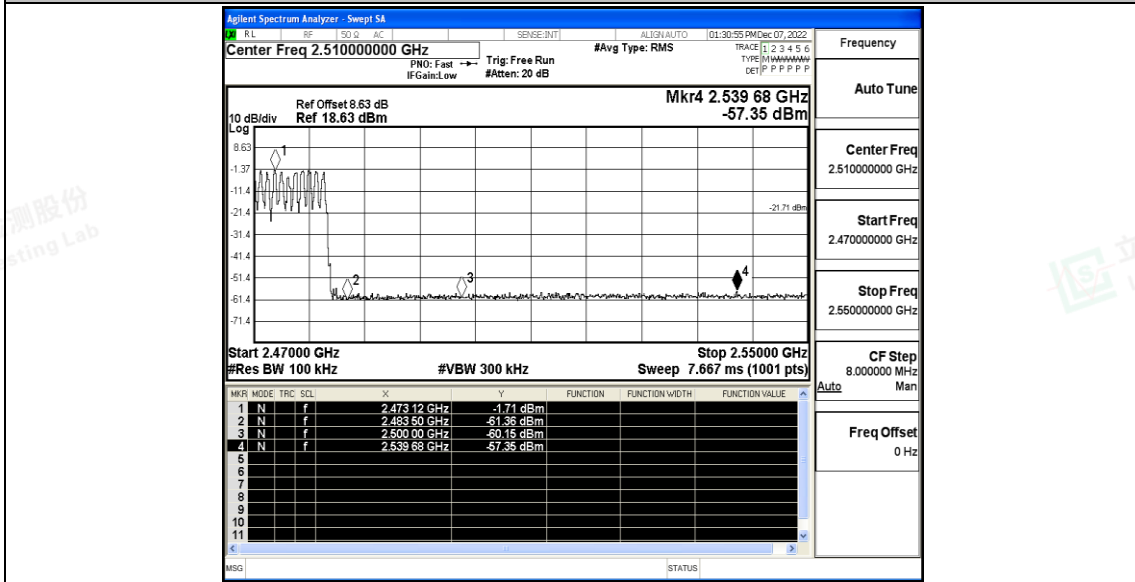 Agilent Spectrum Analyzer - Swept SA
LXI RL RF 50 Ω AC SENSE:INT ALIGNAUTO 01:30:55 PM Dec 07, 2022
Center Freq 2.510000000 GHz
#Avg Type: RMS
TRACE 1 2 3 4 5 6
PNO: Fast
Trig: Free Run
TYPE M WWWWW
IFGain:Low
#Atten: 20 dB
DET P P P P P P
Mkr4 2.539 68 GHz
-57.35 dBm
Ref Offset 8.63 dB
10 dB/div Ref 18.63 dBm
Log
8.63
-1.37
-11.4
-21.4
-31.4
-41.4
-51.4
-61.4
-71.4
1
2
3
4
-21.71 dBm
Start 2.47000 GHz
Stop 2.55000 GHz
#Res BW 100 kHz
#VBW 300 kHz
Sweep 7.667 ms (1001 pts)
MKR MODE TRC SCL X Y FUNCTION FUNCTION WIDTH FUNCTION VALUE
1 N f 2.473 12 GHz -1.71 dBm
2 N f 2.483 50 GHz -61.36 dBm
3 N f 2.500 00 GHz -60.15 dBm
4 N f 2.539 68 GHz -57.35 dBm
5
6
7
8
9
10
11
MSG STATUS
Frequency
Auto Tune
Center Freq
2.510000000 GHz
Start Freq
2.470000000 GHz
Stop Freq
2.550000000 GHz
CF Step
8.000000 MHz
Auto Man
Freq Offset
0 Hz
测股份
sting Lab
立